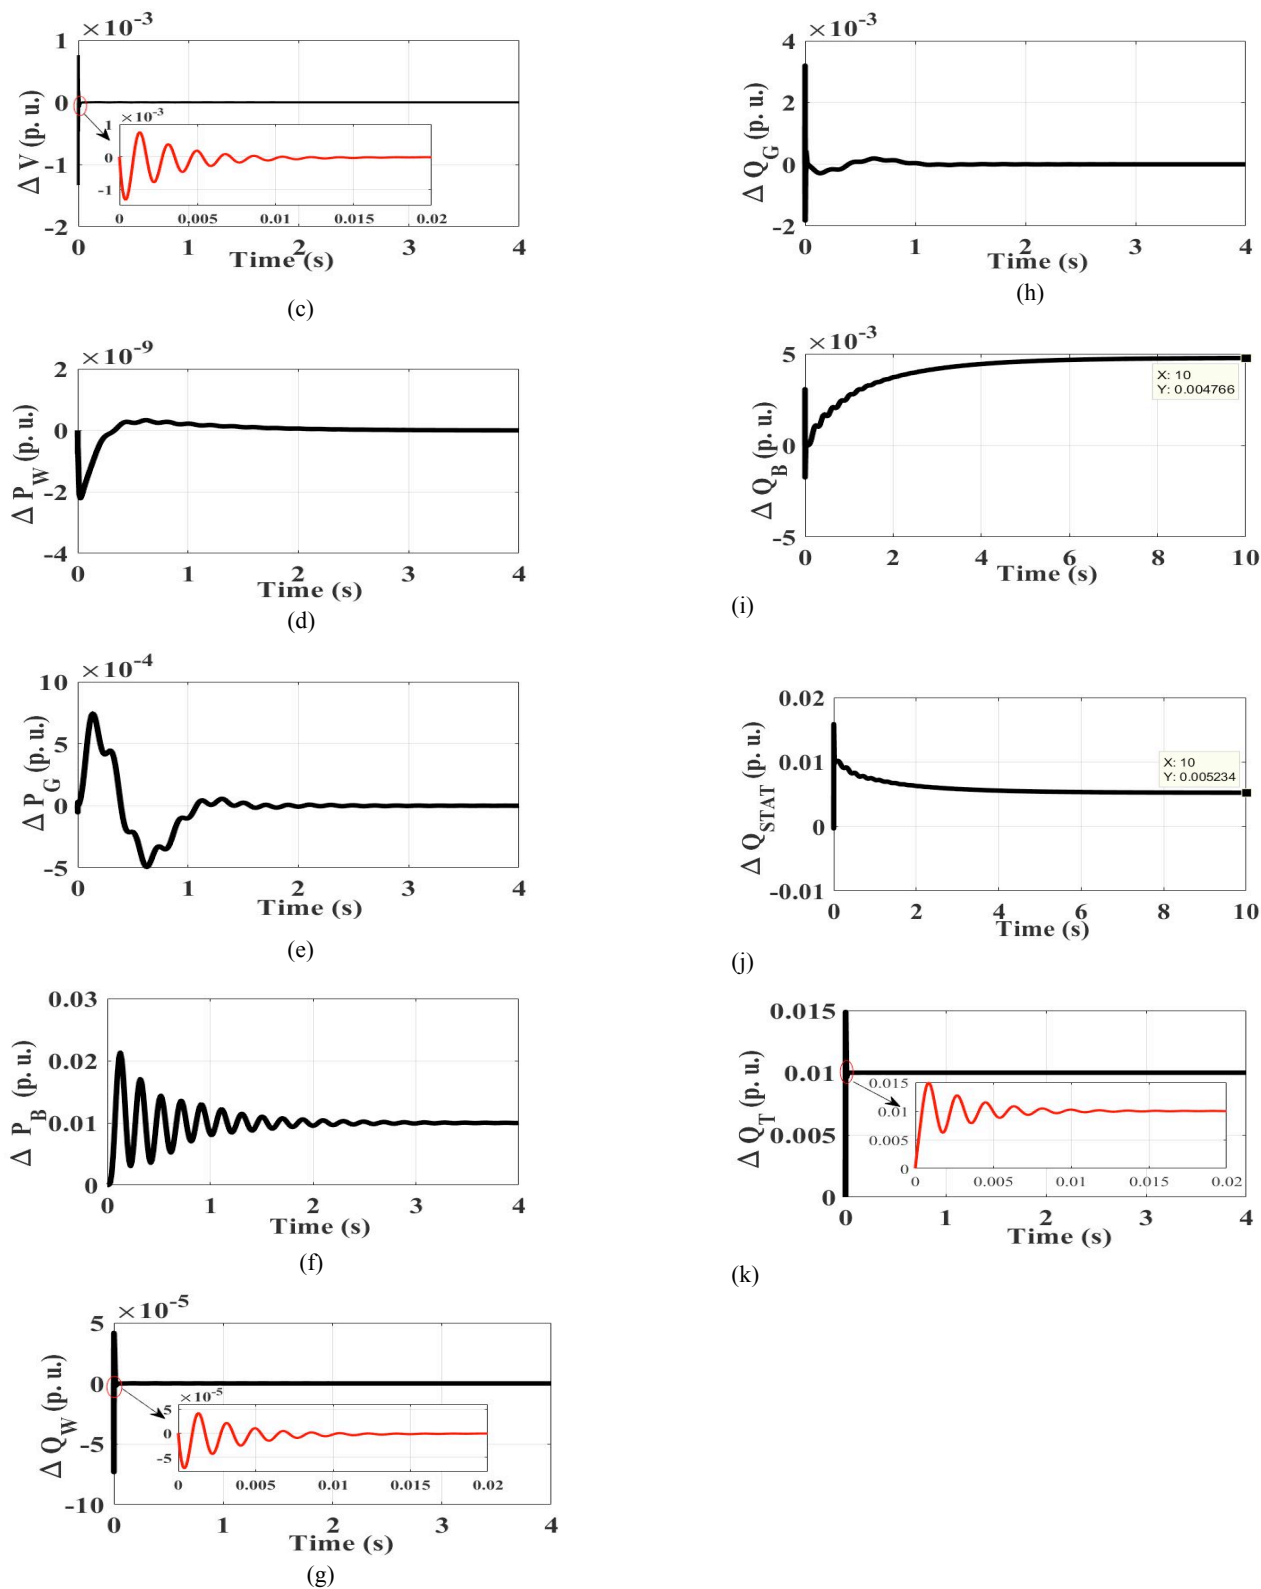 ×10-3
1
0
-1
-2
Δ V (p. u.)
×10-3
1
0
-1
0 0.005 0.01 0.015 0.02
0 1 2 3 4
Time (s)
(c)
×10-9
2
0
-2
-4
Δ PW (p. u.)
0 1 2 3 4
Time (s)
(d)
×10-4
10
5
0
-5
Δ PG (p. u.)
0 1 2 3 4
Time (s)
(e)
0.03
0.02
0.01
0
Δ PB (p. u.)
0 1 2 3 4
Time (s)
(f)
×10-5
5
0
-5
-10
Δ QW (p. u.)
×10-5
5
0
-5
0 0.005 0.01 0.015 0.02
0 1 2 3 4
Time (s)
(g)
×10-3
4
2
0
-2
Δ QG (p. u.)
0 1 2 3 4
Time (s)
(h)
×10-3
5
0
-5
Δ QB (p. u.)
X: 10
Y: 0.004766
0 2 4 6 8 10
Time (s)
(i)
0.02
0.01
0
-0.01
Δ QSTAT (p. u.)
X: 10
Y: 0.005234
0 2 4 6 8 10
Time (s)
(j)
0.015
0.01
0.005
0
Δ QT (p. u.)
0.015
0.01
0.005
0
0 0.005 0.01 0.015 0.02
0 1 2 3 4
Time (s)
(k)